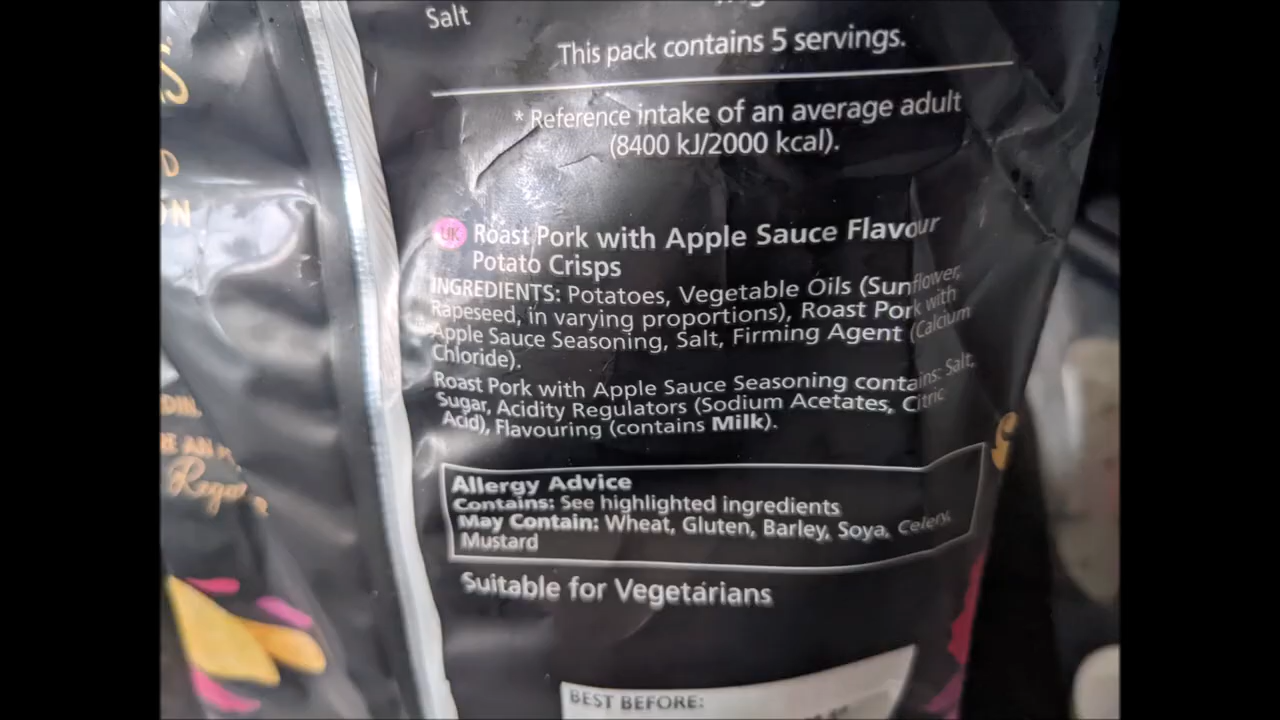 Salt
This pack contains 5 servings.
* Reference intake of an average adult
(8400 kJ/2000 kcal).
UK Roast Pork with Apple Sauce Flavour
Potato Crisps
INGREDIENTS: Potatoes, Vegetable Oils (Sunflower,
Rapeseed, in varying proportions), Roast Pork with
Apple Sauce Seasoning, Salt, Firming Agent (Calcium
Chloride).
Roast Pork with Apple Sauce Seasoning contains: Salt,
Sugar, Acidity Regulators (Sodium Acetates, Citric
Acid), Flavouring (contains Milk).
Allergy Advice
Contains: See highlighted ingredients
May Contain: Wheat, Gluten, Barley, Soya, Celery,
Mustard
Suitable for Vegetarians
BEST BEFORE: